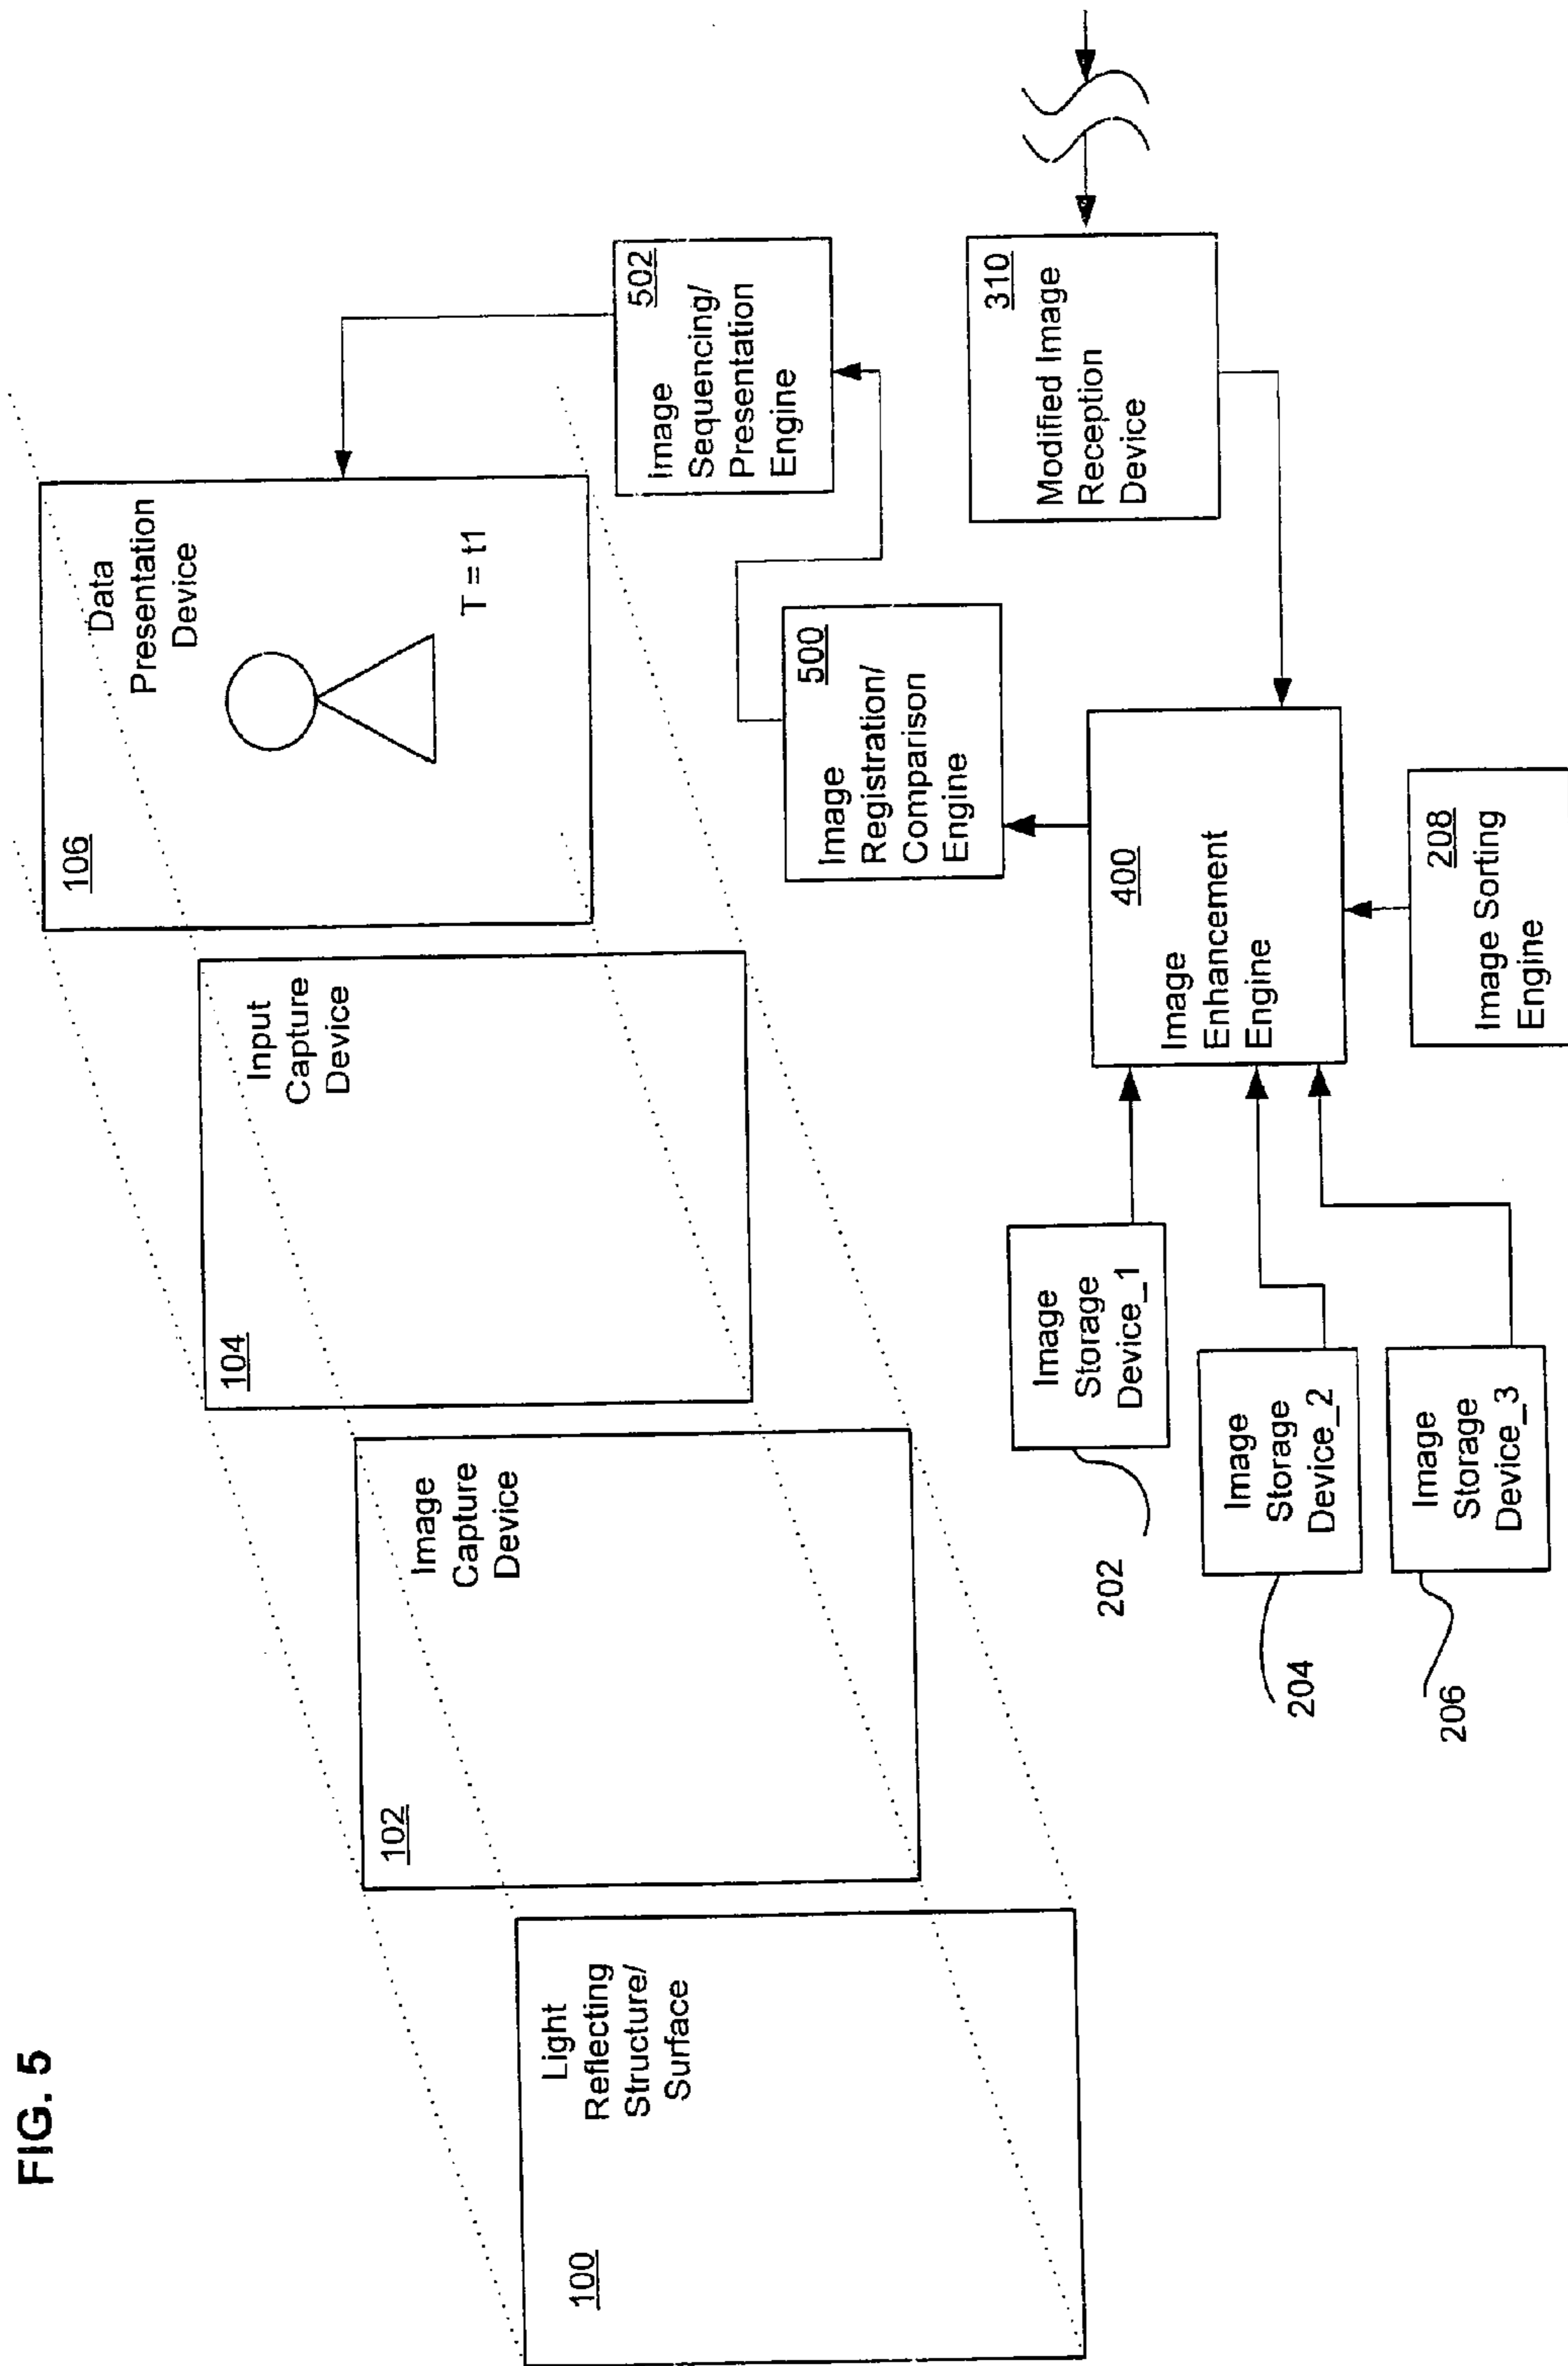 FIG. 5
100
Light
Reflecting
Structure/
Surface
102
Image
Capture
Device
104
Input
Capture
Device
106
Data
Presentation
Device
T = t1
502
Image
Sequencing/
Presentation
Engine
500
Image
Registration/
Comparison
Engine
310
Modified Image
Reception
Device
400
Image
Enhancement
Engine
208
Image Sorting
Engine
Image
Storage
Device_1
202
Image
Storage
Device_2
204
Image
Storage
Device_3
206